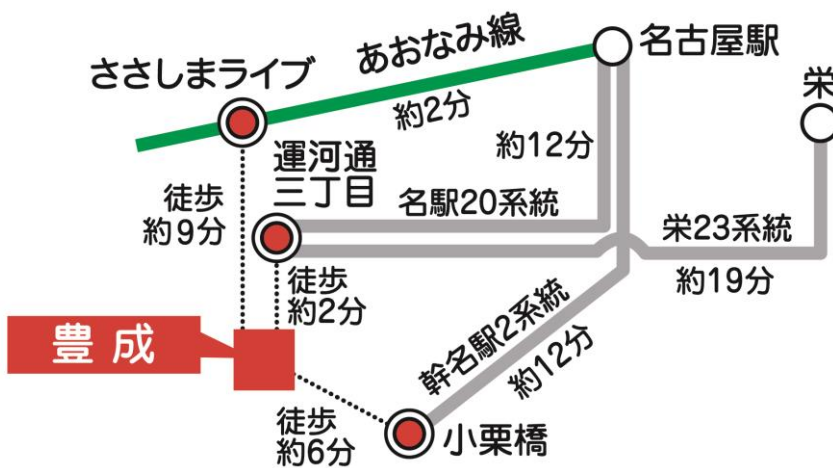 あおなみ線
名古屋駅
ささしまライブ
栄
約2分
運河通
三丁目
約12分
徒歩
約9分
名駅20系統
栄23系統
約19分
徒歩
約2分
豊成
幹名駅2系統
約12分
徒歩
約6分
小栗橋